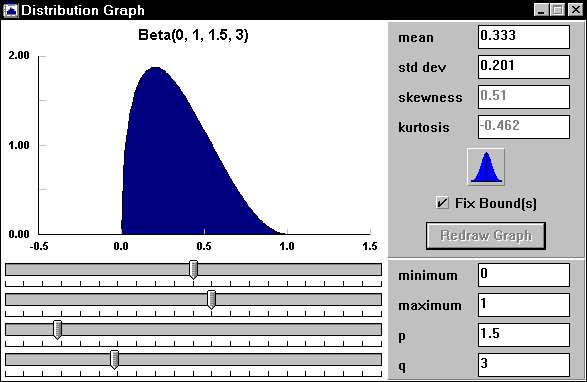 Distribution Graph
Beta(0, 1, 1.5, 3)
2.00
1.00
0.00
-0.5
0.0
0.5
1.0
1.5
mean 0.333
std dev 0.201
skewness 0.51
kurtosis -0.462
Fix Bound(s)
Redraw Graph
minimum 0
maximum 1
p 1.5
q 3